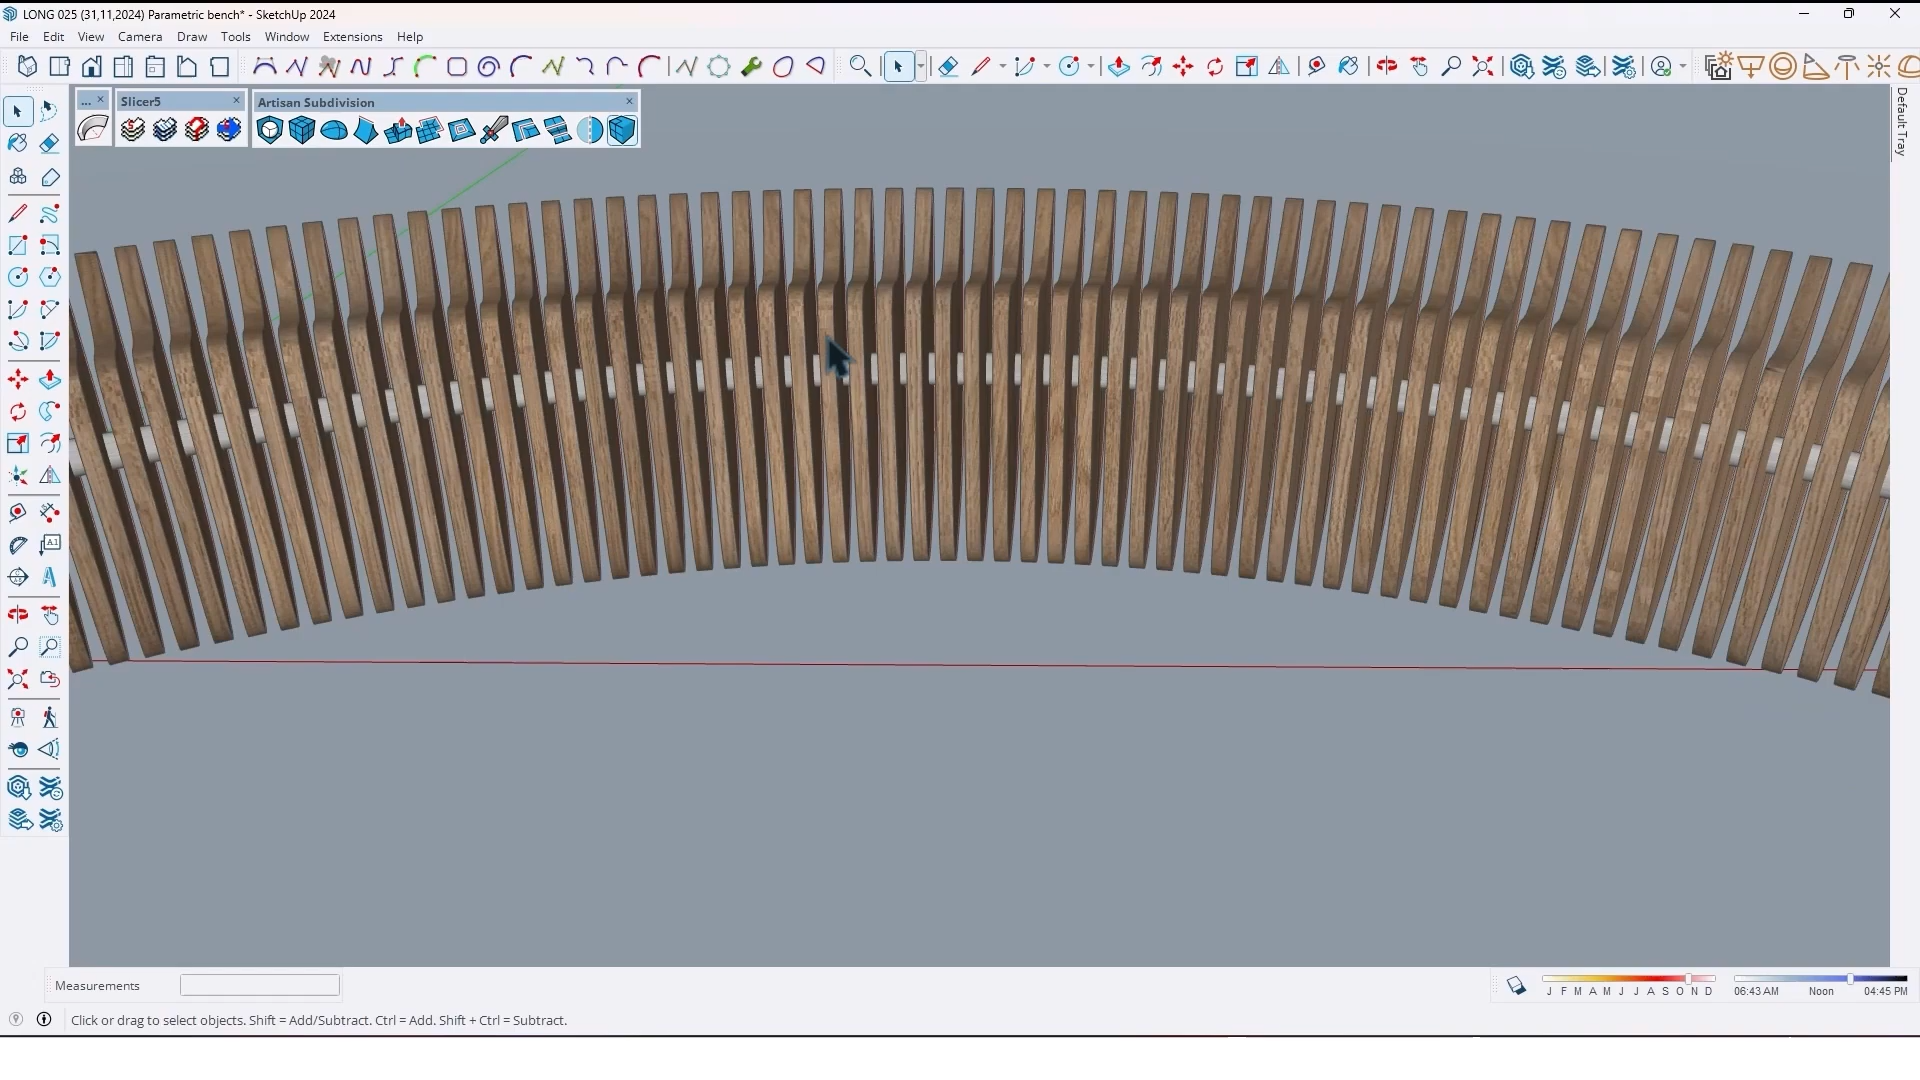 LONG 025 (31,11,2024) Parametric bench* - SketchUp 2024
File Edit View Camera Draw Tools Window Extensions Help
... Slicer5 Artisan Subdivision
Default Tray
A1
A
Measurements
J F M A M J J A S O N D
06:43 AM Noon 04:45 PM
Click or drag to select objects. Shift = Add/Subtract. Ctrl = Add. Shift + Ctrl = Subtract.